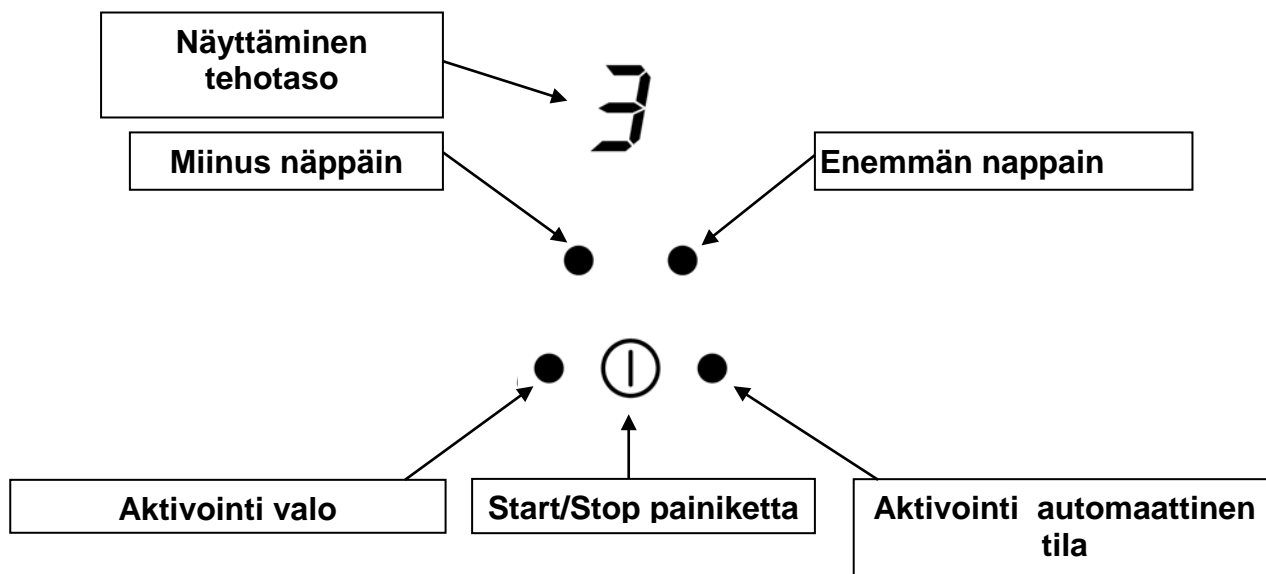 Näyttäminen
tehotaso
3
Miinus näppäin
Enemmän nappain
Aktivointi valo
Start/Stop painiketta
Aktivointi automaattinen
tila